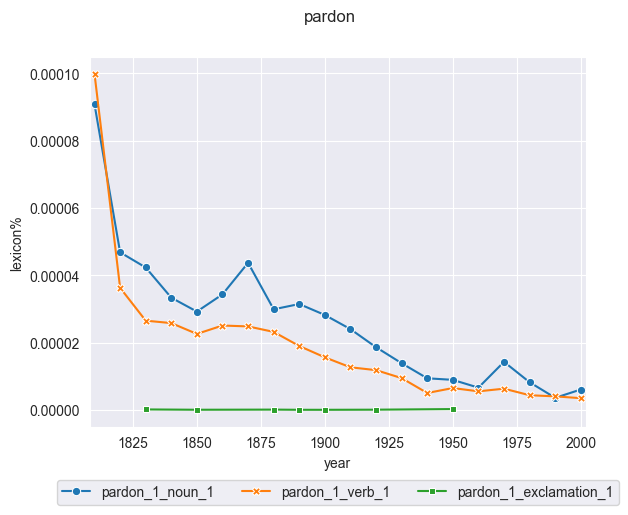 pardon
0.00010
0.00008
0.00006
0.00004
0.00002
0.00000
lexicon%
1825 1850 1875 1900 1925 1950 1975 2000
year
pardon_1_noun_1 pardon_1_verb_1 pardon_1_exclamation_1